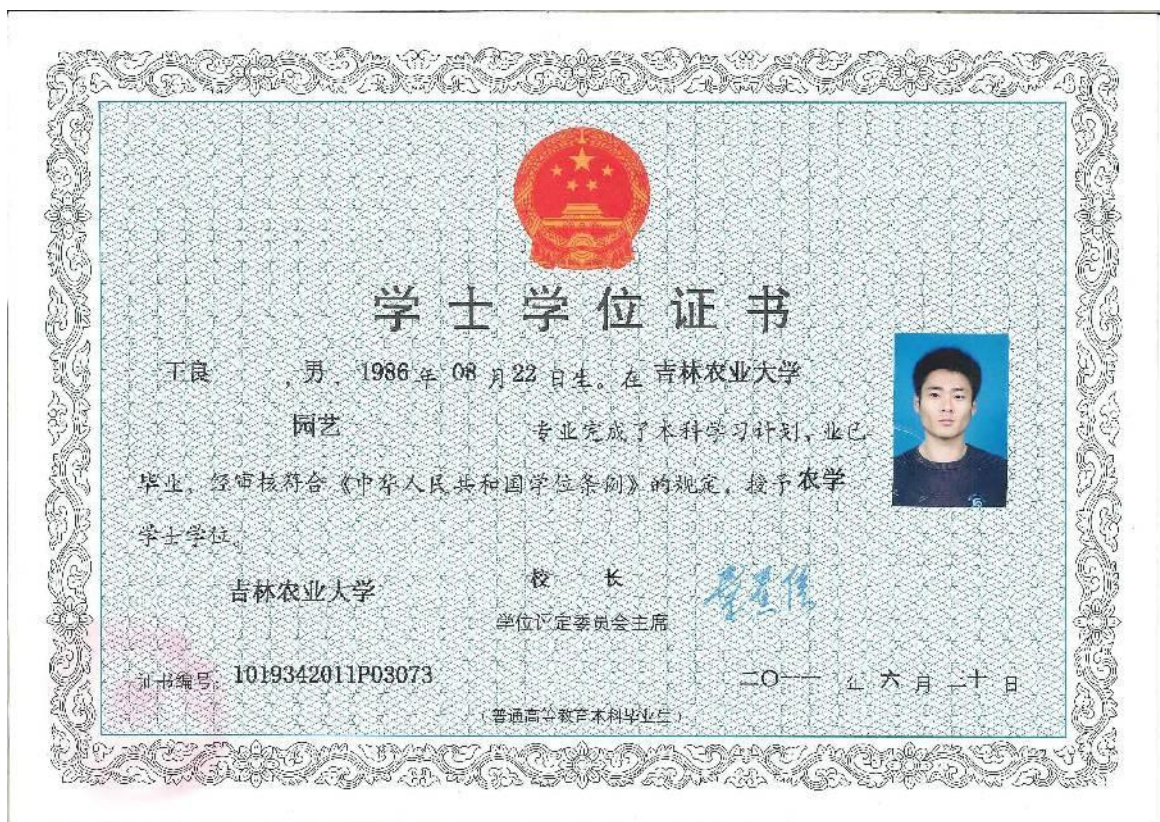 学士学位证书
王良 ，男，1986年 08月22日生。在 吉林农业大学
园艺 专业完成了本科学习计划，业已
毕业，经审核符合《中华人民共和国学位条例》的规定，授予 农学
学士学位。
吉林农业大学 校 长
学位评定委员会主席
证书编号：1019342011P03073 二〇一一 年 六 月 二十 日
（普通高等教育本科毕业生）